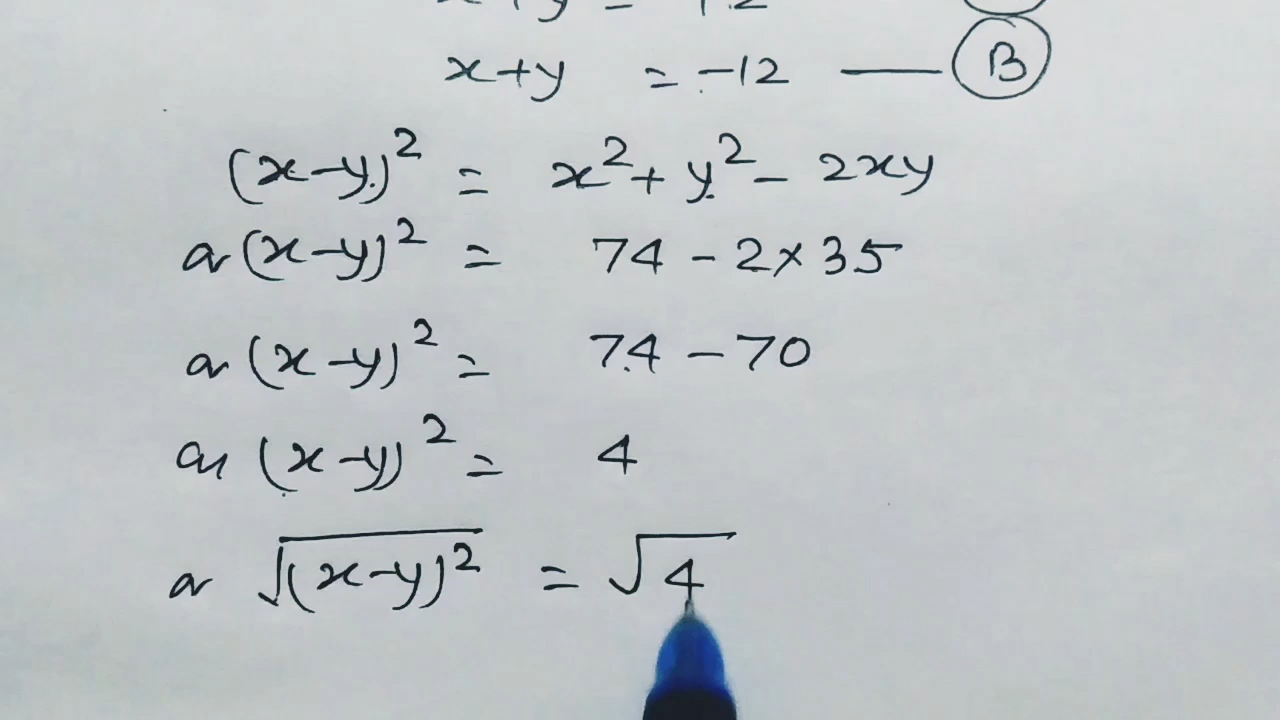 x+y = -12 —— B
(x-y)² = x²+y²- 2xy
or (x-y)² = 74 - 2×35
or (x-y)² = 74 - 70
or (x-y)² = 4
or √(x-y)² = √4